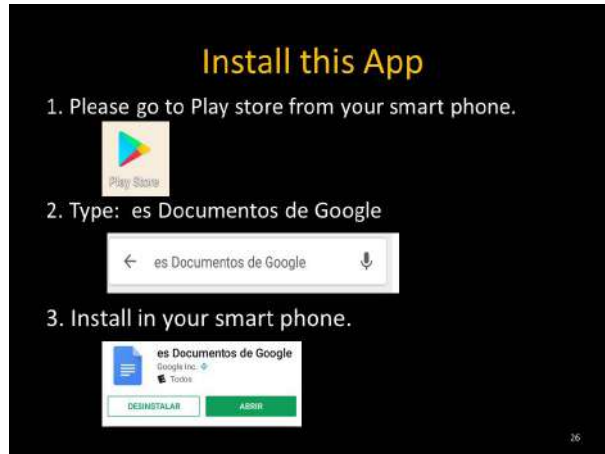 Install this App
1. Please go to Play store from your smart phone.
Play Store
2. Type: es Documentos de Google
es Documentos de Google
3. Install in your smart phone.
es Documentos de Google
Google Inc.
E Todos
DESINSTALAR
ABRIR
26